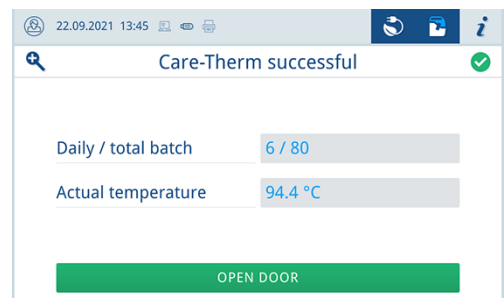 22.09.2021 13:45
Care-Therm successful
Daily / total batch 6 / 80
Actual temperature 94.4 °C
OPEN DOOR